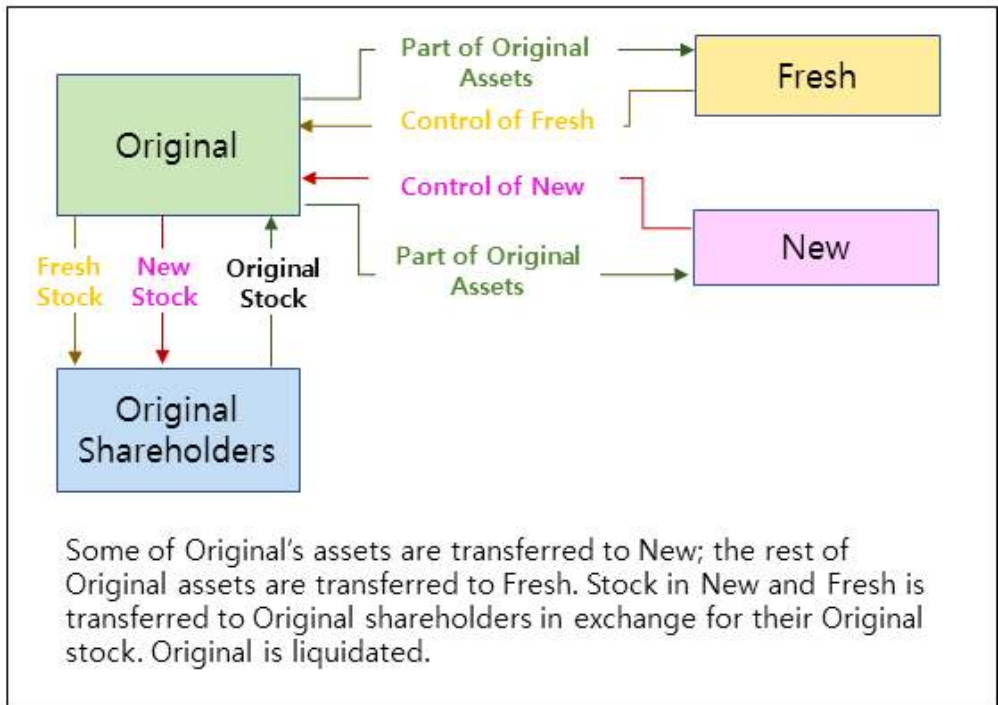 Part of Original
Assets
Fresh
Control of Fresh
Original
Control of New
New
Part of Original
Assets
Fresh
Stock
New
Stock
Original
Stock
Original
Shareholders
Some of Original's assets are transferred to New; the rest of
Original assets are transferred to Fresh. Stock in New and Fresh is
transferred to Original shareholders in exchange for their Original
stock. Original is liquidated.